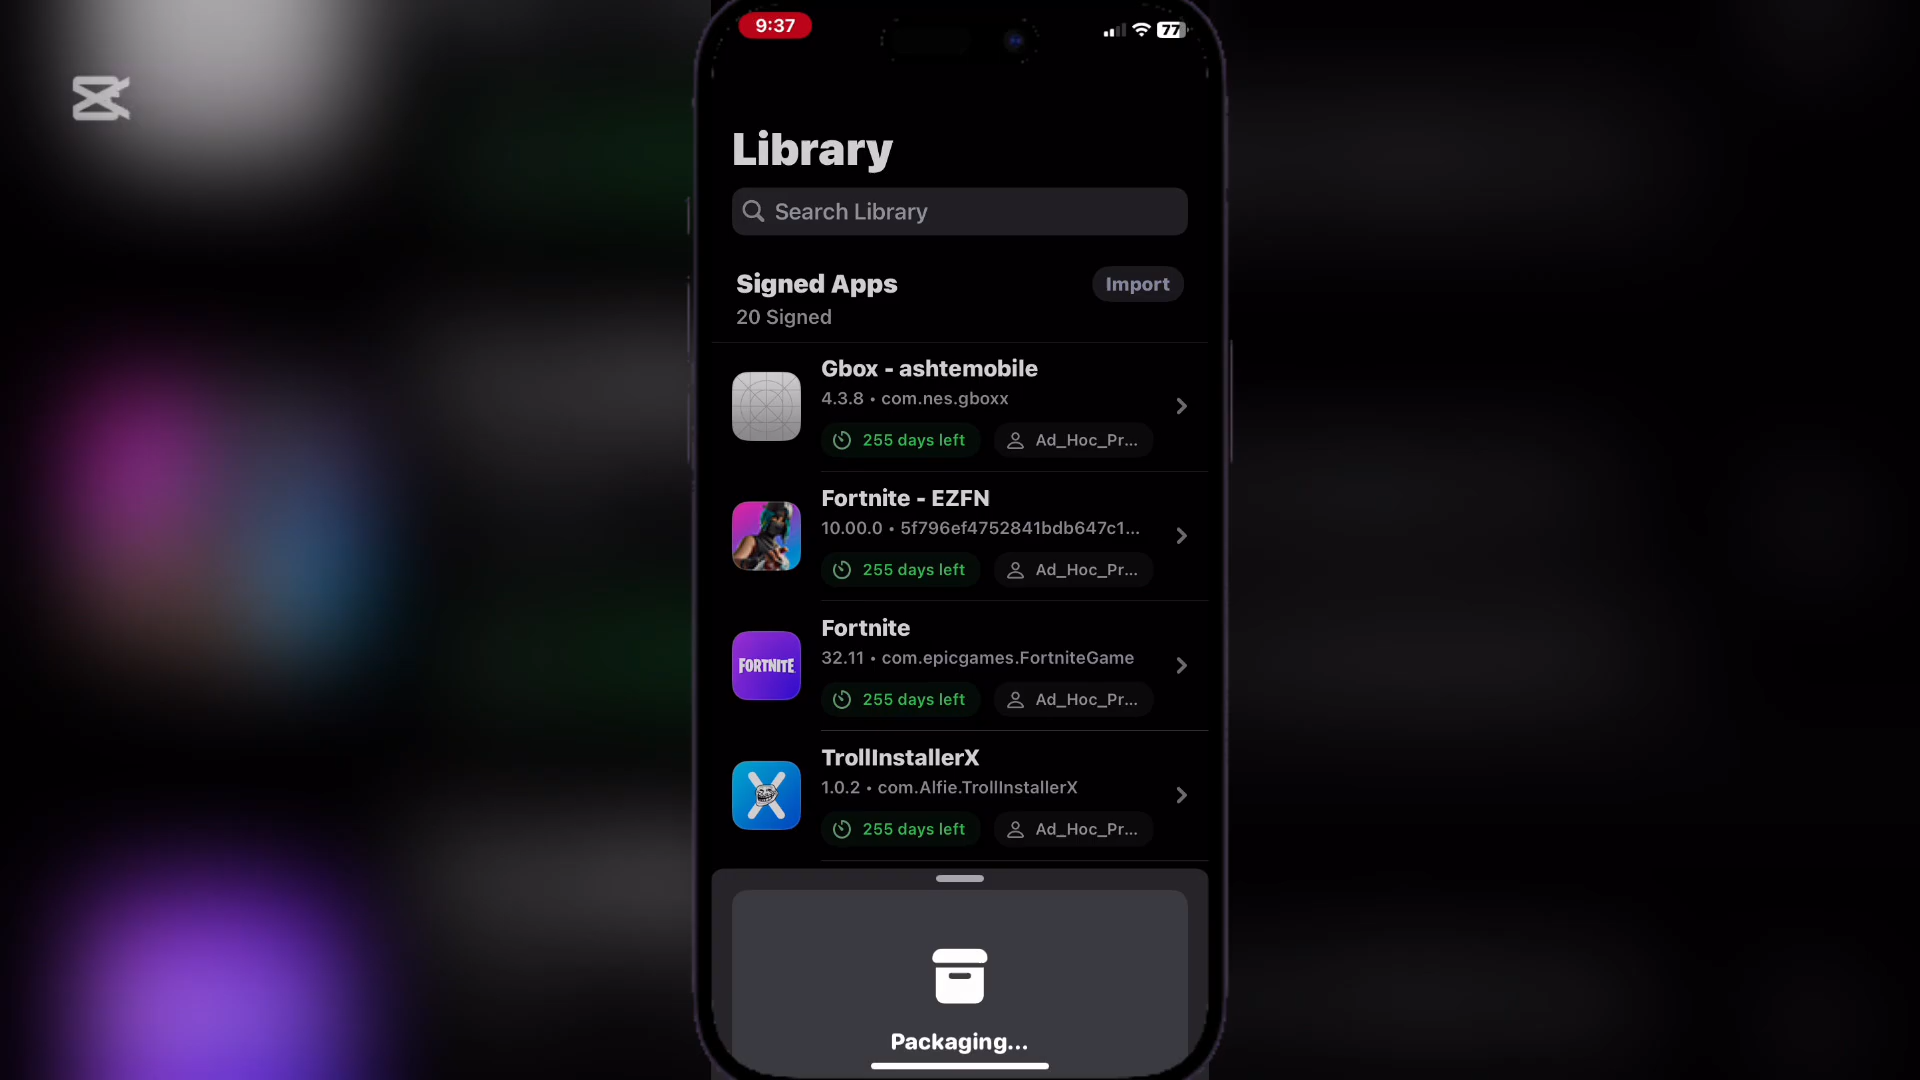 9:37
77
Library
Search Library
Signed Apps
Import
20 Signed
Gbox - ashtemobile
4.3.8 • com.nes.gboxx
255 days left
Ad_Hoc_Pr...
Fortnite - EZFN
10.00.0 • 5f796ef4752841bdb647c1...
255 days left
Ad_Hoc_Pr...
Fortnite
32.11 • com.epicgames.FortniteGame
FORTNITE
255 days left
Ad_Hoc_Pr...
TrollInstallerX
1.0.2 • com.Alfie.TrollInstallerX
255 days left
Ad_Hoc_Pr...
Packaging...